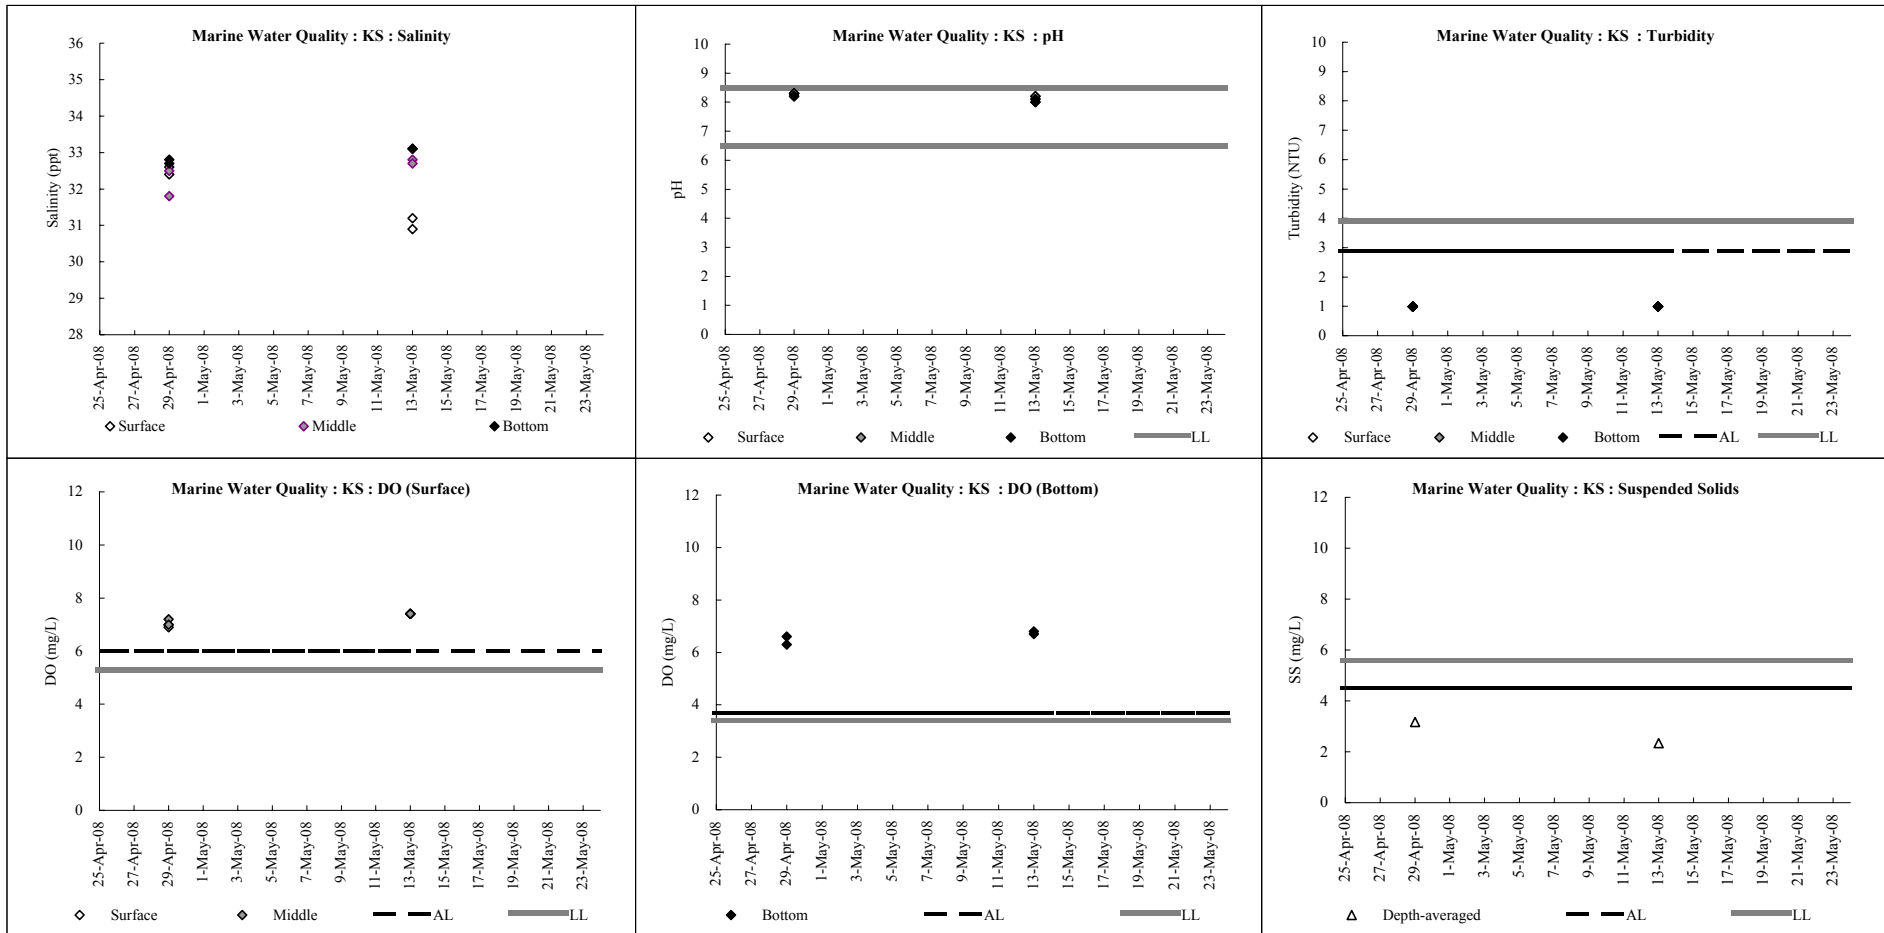 Marine Water Quality : KS : Salinity
36
35
34
33
32
31
30
29
28
Salinity (ppt)
25-Apr-08
27-Apr-08
29-Apr-08
1-May-08
3-May-08
5-May-08
7-May-08
9-May-08
11-May-08
13-May-08
15-May-08
17-May-08
19-May-08
21-May-08
23-May-08
Surface Middle Bottom
Marine Water Quality : KS : pH
10
9
8
7
6
5
4
3
2
1
0
pH
25-Apr-08
27-Apr-08
29-Apr-08
1-May-08
3-May-08
5-May-08
7-May-08
9-May-08
11-May-08
13-May-08
15-May-08
17-May-08
19-May-08
21-May-08
23-May-08
Surface Middle Bottom LL
Marine Water Quality : KS : Turbidity
10
9
8
7
6
5
4
3
2
1
0
Turbidity (NTU)
25-Apr-08
27-Apr-08
29-Apr-08
1-May-08
3-May-08
5-May-08
7-May-08
9-May-08
11-May-08
13-May-08
15-May-08
17-May-08
19-May-08
21-May-08
23-May-08
Surface Middle Bottom AL LL
Marine Water Quality : KS : DO (Surface)
12
10
8
6
4
2
0
DO (mg/L)
25-Apr-08
27-Apr-08
29-Apr-08
1-May-08
3-May-08
5-May-08
7-May-08
9-May-08
11-May-08
13-May-08
15-May-08
17-May-08
19-May-08
21-May-08
23-May-08
Surface Middle AL LL
Marine Water Quality : KS : DO (Bottom)
12
10
8
6
4
2
0
DO (mg/L)
25-Apr-08
27-Apr-08
29-Apr-08
1-May-08
3-May-08
5-May-08
7-May-08
9-May-08
11-May-08
13-May-08
15-May-08
17-May-08
19-May-08
21-May-08
23-May-08
Bottom AL LL
Marine Water Quality : KS : Suspended Solids
12
10
8
6
4
2
0
SS (mg/L)
25-Apr-08
27-Apr-08
29-Apr-08
1-May-08
3-May-08
5-May-08
7-May-08
9-May-08
11-May-08
13-May-08
15-May-08
17-May-08
19-May-08
21-May-08
23-May-08
Depth-averaged AL LL